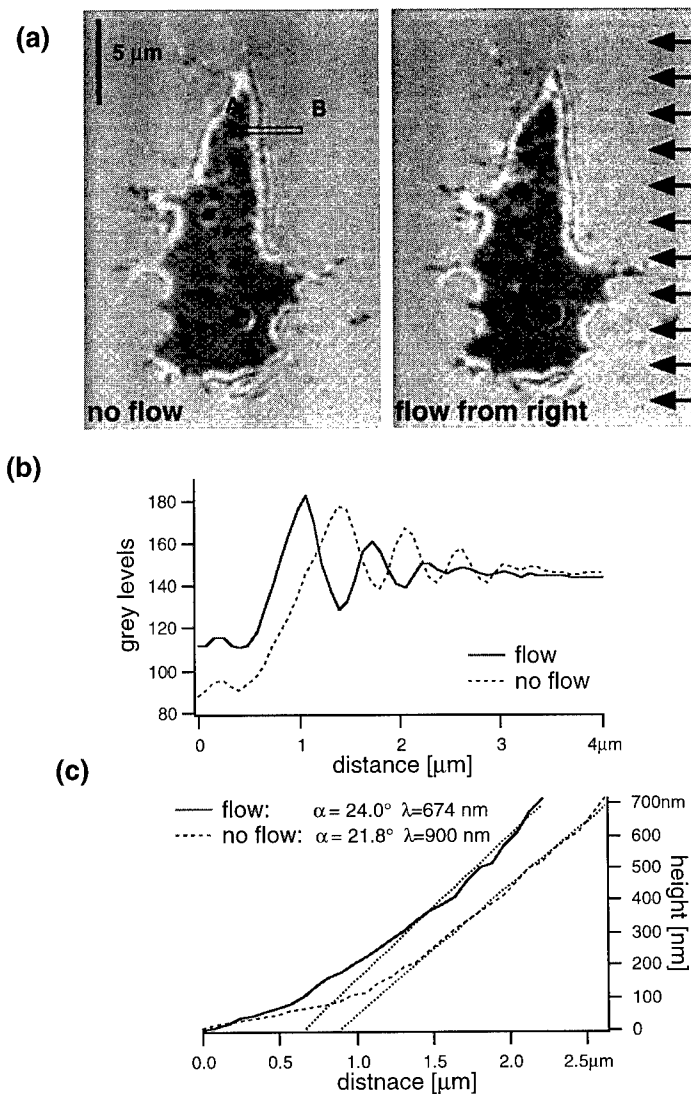 (a)
5 μm
A
B
no flow
flow from right
(b)
180
160
140
120
100
80
grey levels
flow
no flow
0
1
2
3
4μm
distance [μm]
(c)
flow: α = 24.0° λ=674 nm
no flow: α = 21.8° λ=900 nm
700nm
600
500
400
300
200
100
0
height [nm]
0.0
0.5
1.0
1.5
2.0
2.5μm
distnace [μm]